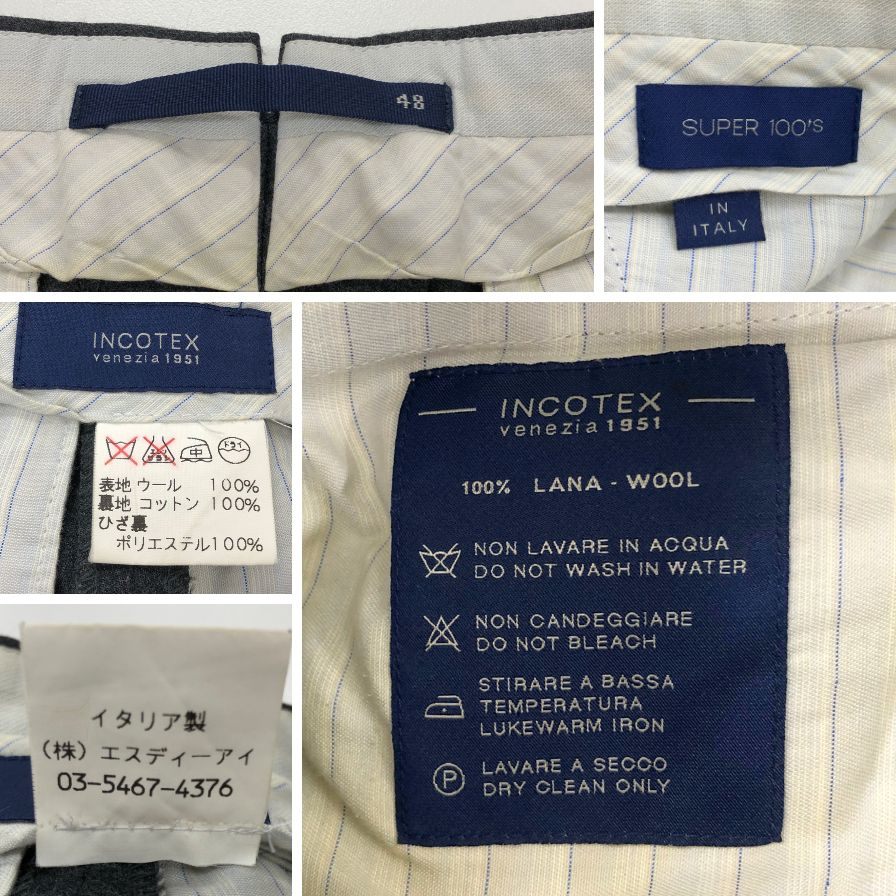 48
SUPER 100's
IN
ITALY
INCOTEX
venezia 1951
中
ドライ
表地 ウール 100%
裏地 コットン 100%
ひざ裏
ポリエステル100%
INCOTEX
venezia 1951
100% LANA - WOOL
NON LAVARE IN ACQUA
DO NOT WASH IN WATER
NON CANDEGGIARE
DO NOT BLEACH
STIRARE A BASSA
TEMPERATURA
LUKEWARM IRON
P
LAVARE A SECCO
DRY CLEAN ONLY
イタリア製
(株) エスディーアイ
03-5467-4376